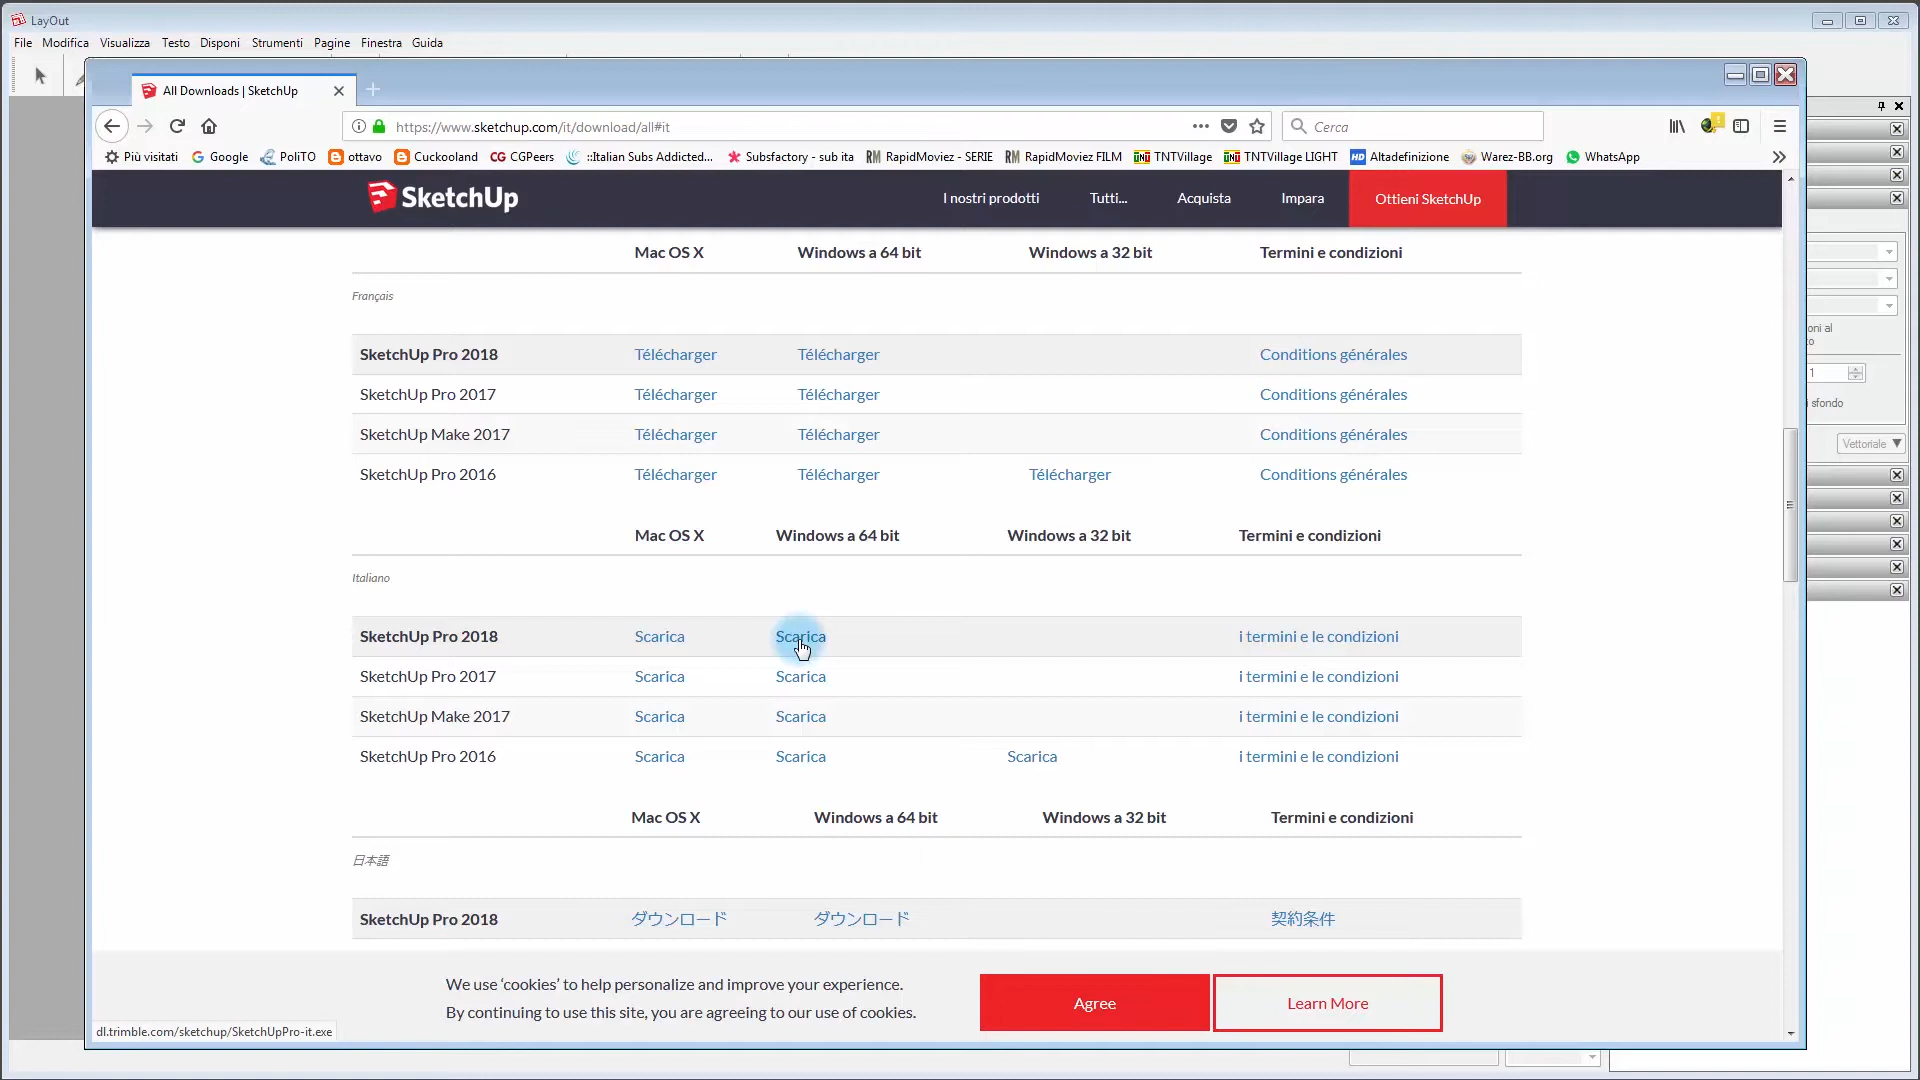 LayOut
File Modifica Visualizza Testo Disponi Strumenti Pagine Finestra Guida
All Downloads | SketchUp
https://www.sketchup.com/it/download/all#it
Cerca
Più visitati Google PoliTO ottavo Cuckooland CGPeers ::Italian Subs Addicted... Subsfactory - sub ita RapidMoviez - SERIE RapidMoviez FILM TNTVillage TNTVillage LIGHT Altadefinizione Warez-BB.org WhatsApp
SketchUp I nostri prodotti Tutti... Acquista Impara Ottieni SketchUp
Mac OS X Windows a 64 bit Windows a 32 bit Termini e condizioni
Français
SketchUp Pro 2018 Télécharger Télécharger Conditions générales
SketchUp Pro 2017 Télécharger Télécharger Conditions générales
SketchUp Make 2017 Télécharger Télécharger Conditions générales
SketchUp Pro 2016 Télécharger Télécharger Télécharger Conditions générales
Mac OS X Windows a 64 bit Windows a 32 bit Termini e condizioni
Italiano
SketchUp Pro 2018 Scarica Scarica i termini e le condizioni
SketchUp Pro 2017 Scarica Scarica i termini e le condizioni
SketchUp Make 2017 Scarica Scarica i termini e le condizioni
SketchUp Pro 2016 Scarica Scarica Scarica i termini e le condizioni
Mac OS X Windows a 64 bit Windows a 32 bit Termini e condizioni
日本語
SketchUp Pro 2018 ダウンロード ダウンロード 契約条件
We use ‘cookies’ to help personalize and improve your experience.
By continuing to use this site, you are agreeing to our use of cookies.
Agree
Learn More
dl.trimble.com/sketchup/SketchUpPro-it.exe
oni al
to
1
i sfondo
Vettoriale